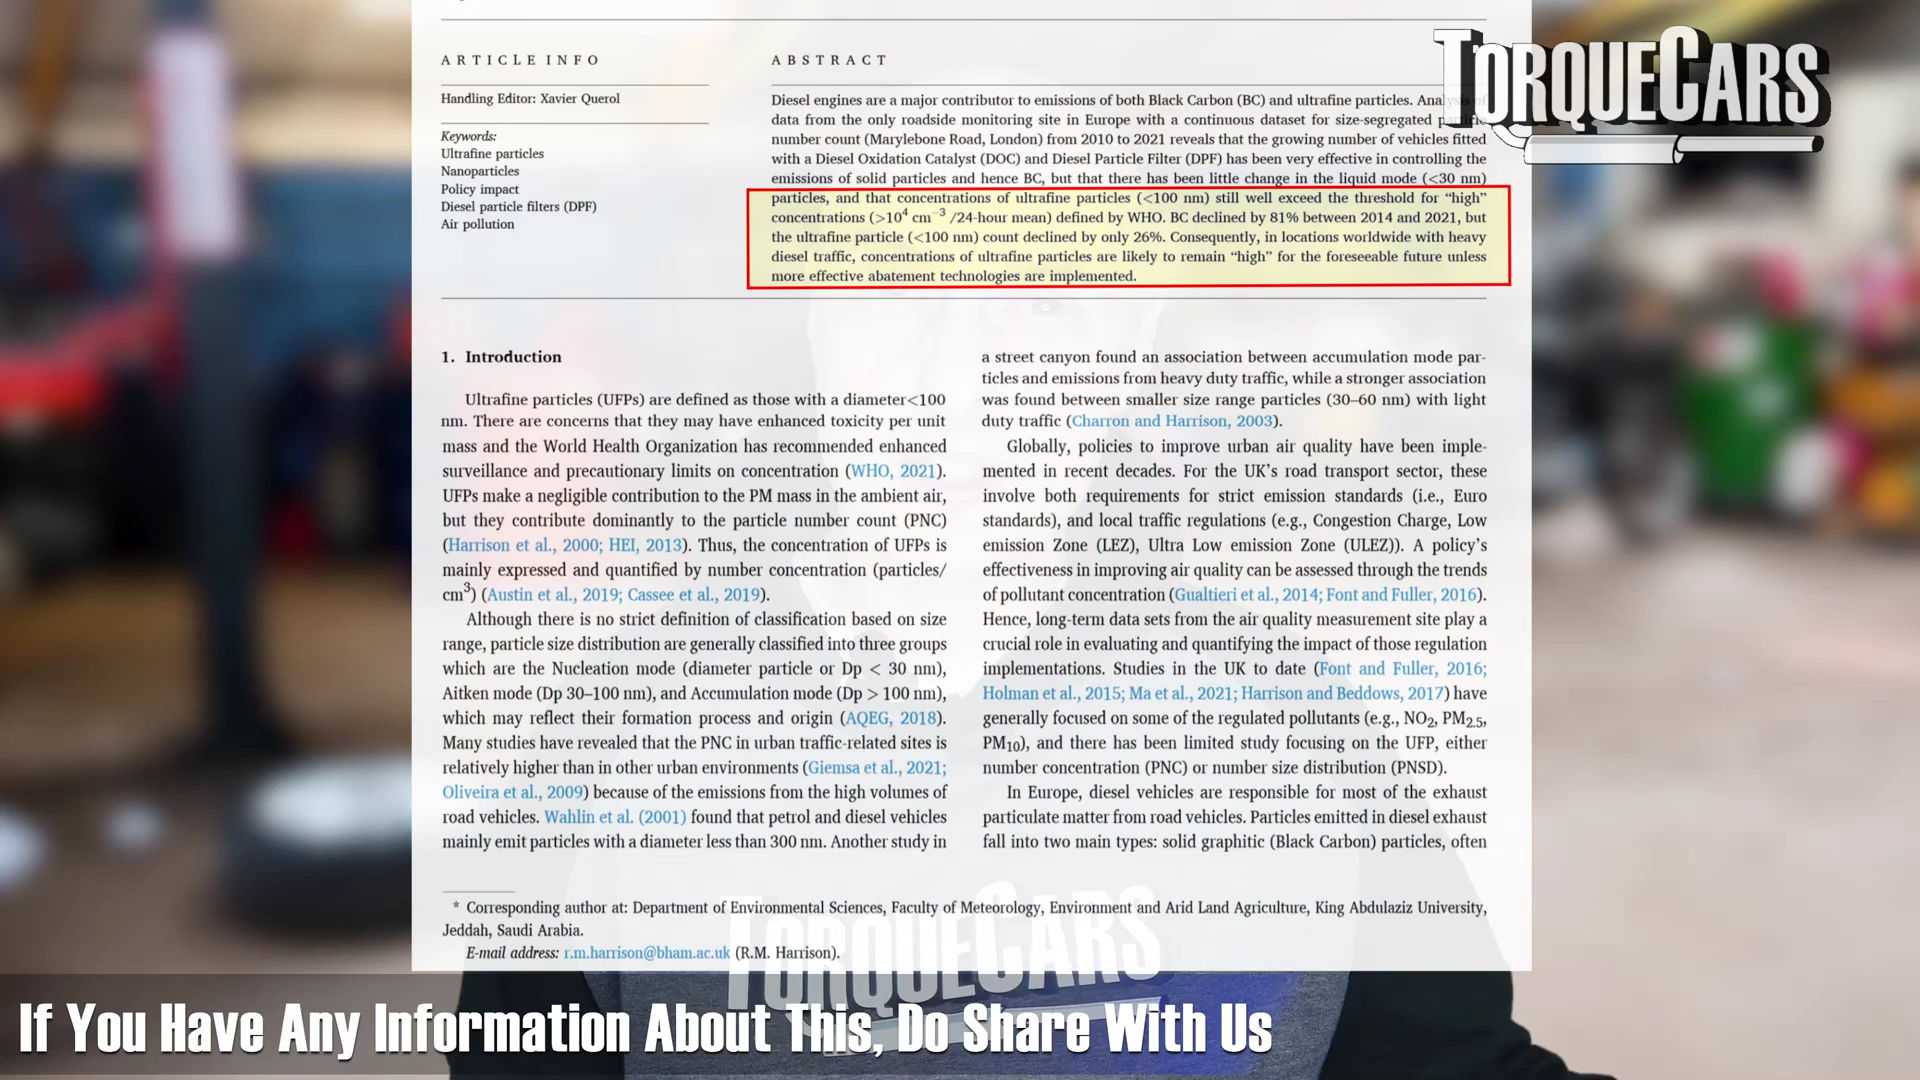 TORQUECARS
ARTICLE INFO
Handling Editor: Xavier Querol
Keywords:
Ultrafine particles
Nanoparticles
Policy impact
Diesel particle filters (DPF)
Air pollution
ABSTRACT
Diesel engines are a major contributor to emissions of both Black Carbon (BC) and ultrafine particles. Analysis of
data from the only roadside monitoring site in Europe with a continuous dataset for size-segregated particle
number count (Marylebone Road, London) from 2010 to 2021 reveals that the growing number of vehicles fitted
with a Diesel Oxidation Catalyst (DOC) and Diesel Particle Filter (DPF) has been very effective in controlling the
emissions of solid particles and hence BC, but that there has been little change in the liquid mode (<30 nm)
particles, and that concentrations of ultrafine particles (<100 nm) still well exceed the threshold for “high”
concentrations (>10⁴ cm⁻³ /24-hour mean) defined by WHO. BC declined by 81% between 2014 and 2021, but
the ultrafine particle (<100 nm) count declined by only 26%. Consequently, in locations worldwide with heavy
diesel traffic, concentrations of ultrafine particles are likely to remain “high” for the foreseeable future unless
more effective abatement technologies are implemented.
1. Introduction
Ultrafine particles (UFPs) are defined as those with a diameter<100
nm. There are concerns that they may have enhanced toxicity per unit
mass and the World Health Organization has recommended enhanced
surveillance and precautionary limits on concentration (WHO, 2021).
UFPs make a negligible contribution to the PM mass in the ambient air,
but they contribute dominantly to the particle number count (PNC)
(Harrison et al., 2000; HEI, 2013). Thus, the concentration of UFPs is
mainly expressed and quantified by number concentration (particles/
cm³) (Austin et al., 2019; Cassee et al., 2019).
Although there is no strict definition of classification based on size
range, particle size distribution are generally classified into three groups
which are the Nucleation mode (diameter particle or Dp < 30 nm),
Aitken mode (Dp 30–100 nm), and Accumulation mode (Dp > 100 nm),
which may reflect their formation process and origin (AQEG, 2018).
Many studies have revealed that the PNC in urban traffic-related sites is
relatively higher than in other urban environments (Giemsa et al., 2021;
Oliveira et al., 2009) because of the emissions from the high volumes of
road vehicles. Wahlin et al. (2001) found that petrol and diesel vehicles
mainly emit particles with a diameter less than 300 nm. Another study in
a street canyon found an association between accumulation mode par-
ticles and emissions from heavy duty traffic, while a stronger association
was found between smaller size range particles (30–60 nm) with light
duty traffic (Charron and Harrison, 2003).
Globally, policies to improve urban air quality have been imple-
mented in recent decades. For the UK’s road transport sector, these
involve both requirements for strict emission standards (i.e., Euro
standards), and local traffic regulations (e.g., Congestion Charge, Low
emission Zone (LEZ), Ultra Low emission Zone (ULEZ)). A policy’s
effectiveness in improving air quality can be assessed through the trends
of pollutant concentration (Gualtieri et al., 2014; Font and Fuller, 2016).
Hence, long-term data sets from the air quality measurement site play a
crucial role in evaluating and quantifying the impact of those regulation
implementations. Studies in the UK to date (Font and Fuller, 2016;
Holman et al., 2015; Ma et al., 2021; Harrison and Beddows, 2017) have
generally focused on some of the regulated pollutants (e.g., NO₂, PM₂.₅,
PM₁₀), and there has been limited study focusing on the UFP, either
number concentration (PNC) or number size distribution (PNSD).
In Europe, diesel vehicles are responsible for most of the exhaust
particulate matter from road vehicles. Particles emitted in diesel exhaust
fall into two main types: solid graphitic (Black Carbon) particles, often
* Corresponding author at: Department of Environmental Sciences, Faculty of Meteorology, Environment and Arid Land Agriculture, King Abdulaziz University,
Jeddah, Saudi Arabia.
E-mail address: r.m.harrison@bham.ac.uk (R.M. Harrison).
TORQUECARS
If You Have Any Information About This, Do Share With Us